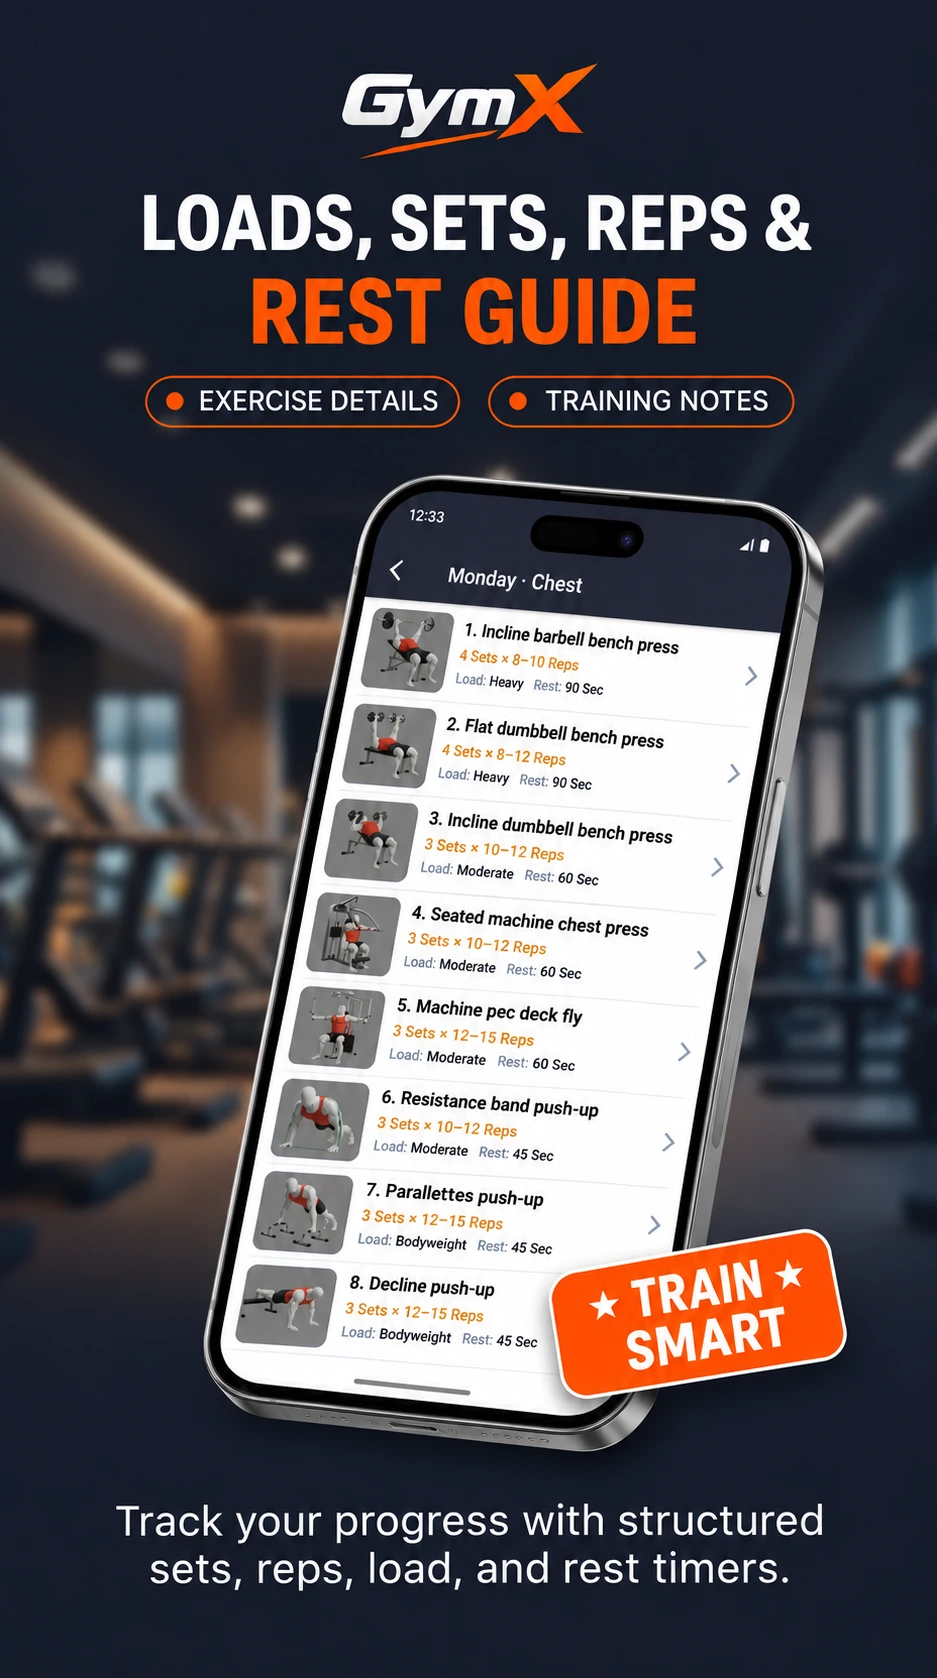 GymX
LOADS, SETS, REPS &
REST GUIDE
EXERCISE DETAILS
TRAINING NOTES
12:33
Monday · Chest
1. Incline barbell bench press
4 Sets × 8–10 Reps
Load: Heavy Rest: 90 Sec
2. Flat dumbbell bench press
4 Sets × 8–12 Reps
Load: Heavy Rest: 90 Sec
3. Incline dumbbell bench press
3 Sets × 10–12 Reps
Load: Moderate Rest: 60 Sec
4. Seated machine chest press
3 Sets × 10–12 Reps
Load: Moderate Rest: 60 Sec
5. Machine pec deck fly
3 Sets × 12–15 Reps
Load: Moderate Rest: 60 Sec
6. Resistance band push-up
3 Sets × 10–12 Reps
Load: Moderate Rest: 45 Sec
7. Parallettes push-up
3 Sets × 12–15 Reps
Load: Bodyweight Rest: 45 Sec
8. Decline push-up
3 Sets × 12–15 Reps
Load: Bodyweight Rest: 45 Sec
★ TRAIN ★
SMART
Track your progress with structured
sets, reps, load, and rest timers.